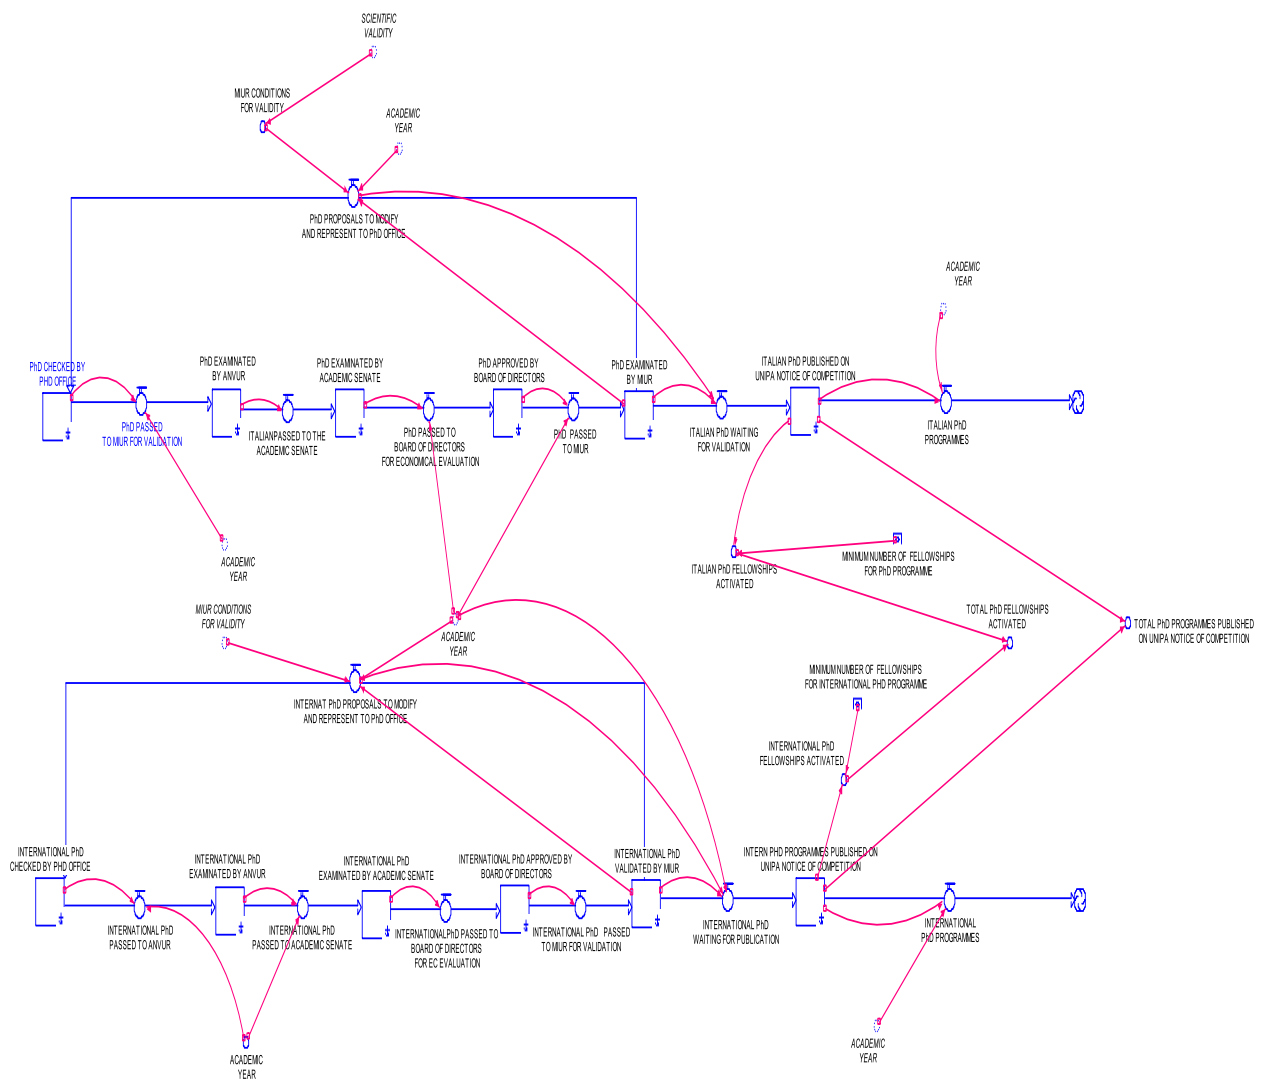 SCIENTIFIC
VALIDITY
MIUR CONDITIONS
FOR VALIDITY
ACADEMIC
YEAR
PhD PROPOSALS TO MODIFY
AND REPRESENT TO PhD OFFICE
ACADEMIC
YEAR
PhD CHECKED BY
PHD OFFICE
PhD EXAMINATED
BY ANVUR
PhD EXAMINATED BY
ACADEMIC SENATE
PhD APPROVED BY
BOARD OF DIRECTORS
PhD EXAMINATED
BY MIUR
ITALIAN PhD PUBLISHED ON
UNIPA NOTICE OF COMPETITION
PhD PASSED
TO MIUR FOR VALIDATION
ITALIANPASSED TO THE
ACADEMIC SENATE
PhD PASSED TO
BOARD OF DIRECTORS
FOR ECONOMICAL EVALUATION
PhD PASSED
TO MIUR
ITALIAN PhD WAITING
FOR VALIDATION
ITALIAN PhD
PROGRAMMES
ACADEMIC
YEAR
ITALIAN PhD FELLOWSHIPS
ACTIVATED
MINIMUM NUMBER OF FELLOWSHIPS
FOR PhD PROGRAMME
MIUR CONDITIONS
FOR VALIDITY
ACADEMIC
YEAR
TOTAL PhD FELLOWSHIPS
ACTIVATED
TOTAL PhD PROGRAMMES PUBLISHED
ON UNIPA NOTICE OF COMPETITION
INTERNAT PhD PROPOSALS TO MODIFY
AND REPRESENT TO PhD OFFICE
MINIMUM NUMBER OF FELLOWSHIPS
FOR INTERNATIONAL PHD PROGRAMME
INTERNATIONAL PhD
FELLOWSHIPS ACTIVATED
INTERNATIONAL PhD
CHECKED BY PHD OFFICE
INTERNATIONAL PhD
EXAMINATED BY ANVUR
INTERNATIONAL PhD
EXAMINATED BY ACADEMIC SENATE
INTERNATIONAL PhD APPROVED BY
BOARD OF DIRECTORS
INTERNATIONAL PhD
VALIDATED BY MIUR
INTERN PHD PROGRAMMES PUBLISHED ON
UNIPA NOTICE OF COMPETITION
INTERNATIONAL PhD
PASSED TO ANVUR
INTERNATIONAL PhD
PASSED TO ACADEMIC SENATE
INTERNATIONALPhD PASSED TO
BOARD OF DIRECTORS
FOR EC EVALUATION
INTERNATIONAL PhD PASSED
TO MIUR FOR VALIDATION
INTERNATIONAL PhD
WAITING FOR PUBLICATION
INTERNATIONAL
PhD PROGRAMMES
ACADEMIC
YEAR
ACADEMIC
YEAR